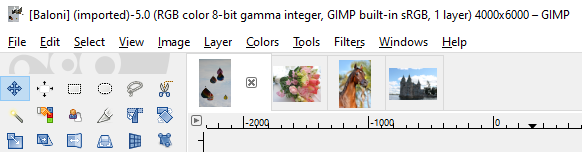 [Baloni] (imported)-5.0 (RGB color 8-bit gamma integer, GIMP built-in sRGB, 1 layer) 4000x6000 – GIMP
File Edit Select View Image Layer Colors Tools Filters Windows Help
-2000 -1000 0